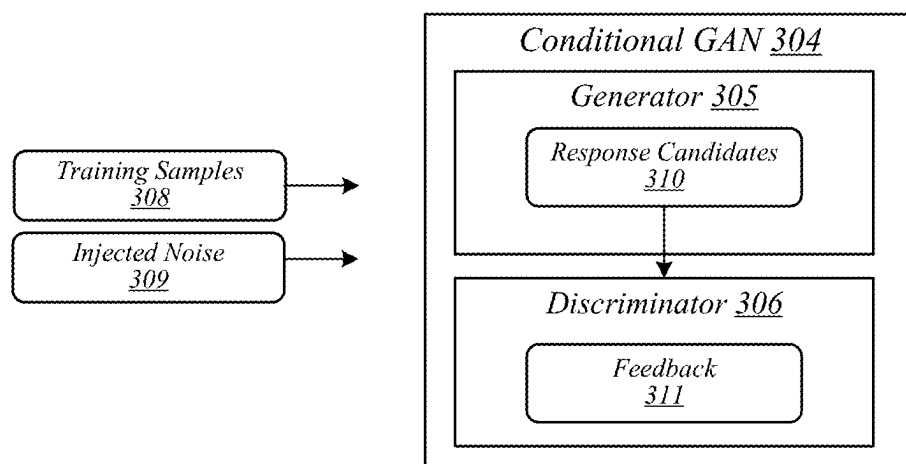 Conditional GAN 304
Generator 305
Response Candidates
310
Training Samples
308
Injected Noise
309
Discriminator 306
Feedback
311